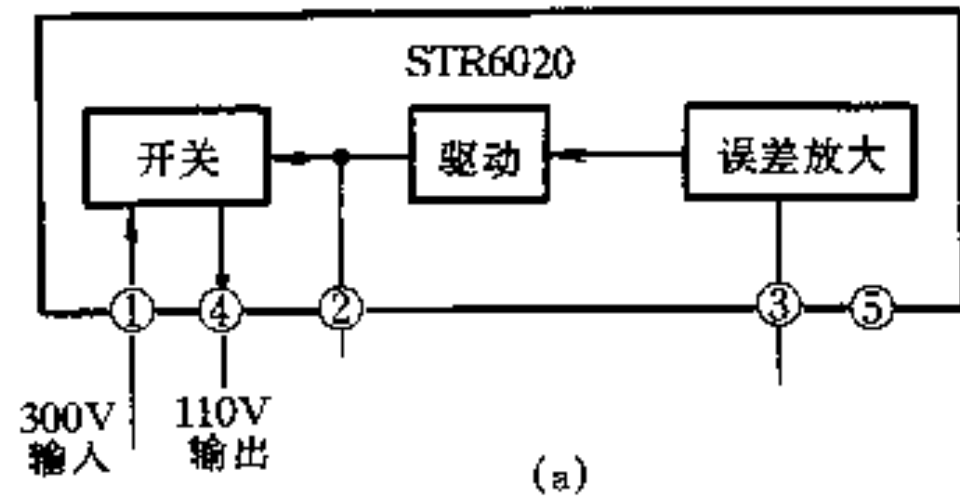 STR6020
开关 驱动 误差放大
① ④ ② ③ ⑤
300V 110V
输入 输出
(a)